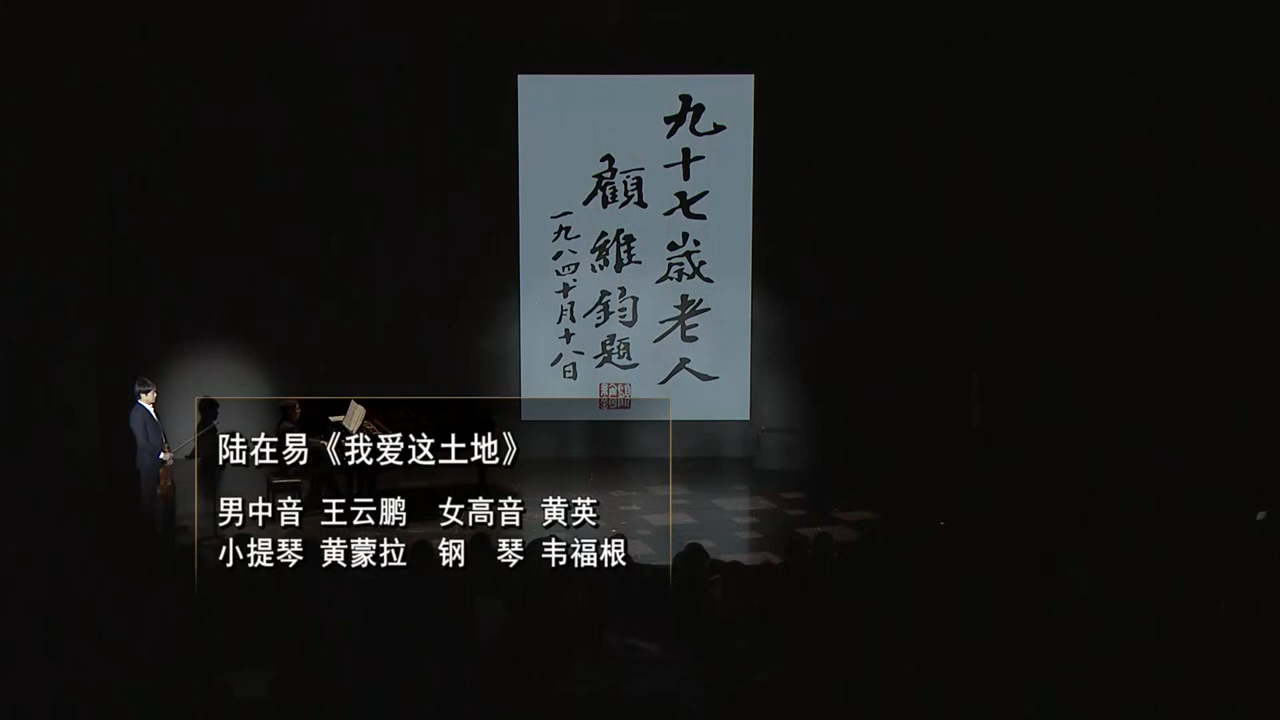 九十七歲老人
顧維鈞題
一九八四年十月十八日
陆在易《我爱这土地》
男中音 王云鹏 女高音 黄英
小提琴 黄蒙拉 钢 琴 韦福根